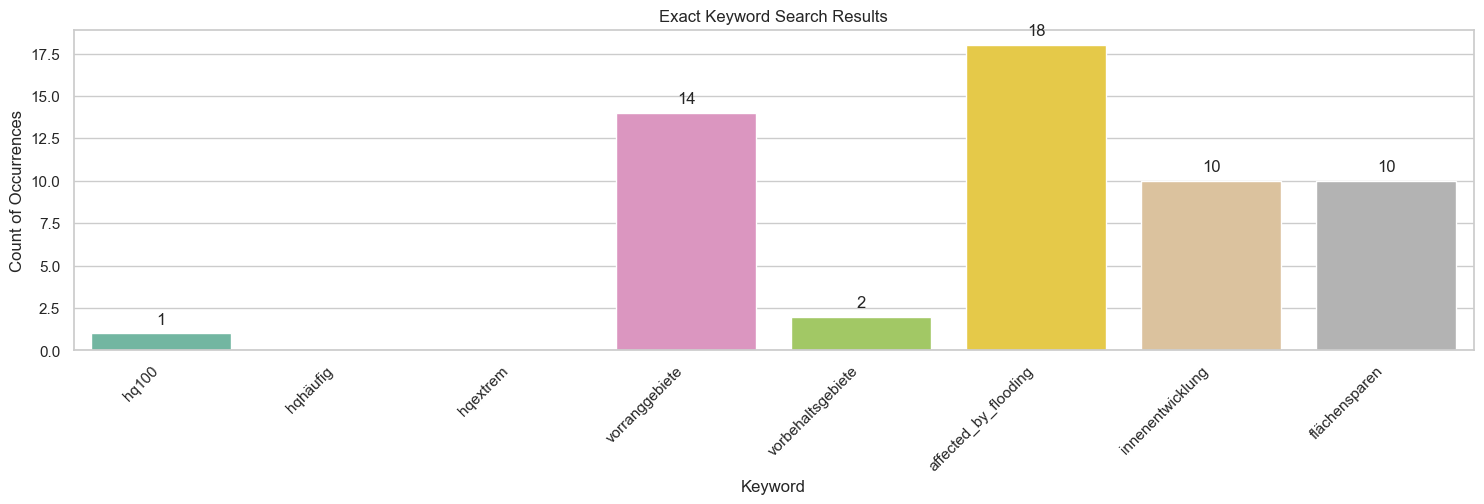 Exact Keyword Search Results
Count of Occurrences
17.5
15.0
12.5
10.0
7.5
5.0
2.5
0.0
1
14
2
18
10
10
hq100
hqhäufig
hqextrem
vorranggebiete
vorbehaltsgebiete
affected_by_flooding
innenentwicklung
flächensparen
Keyword